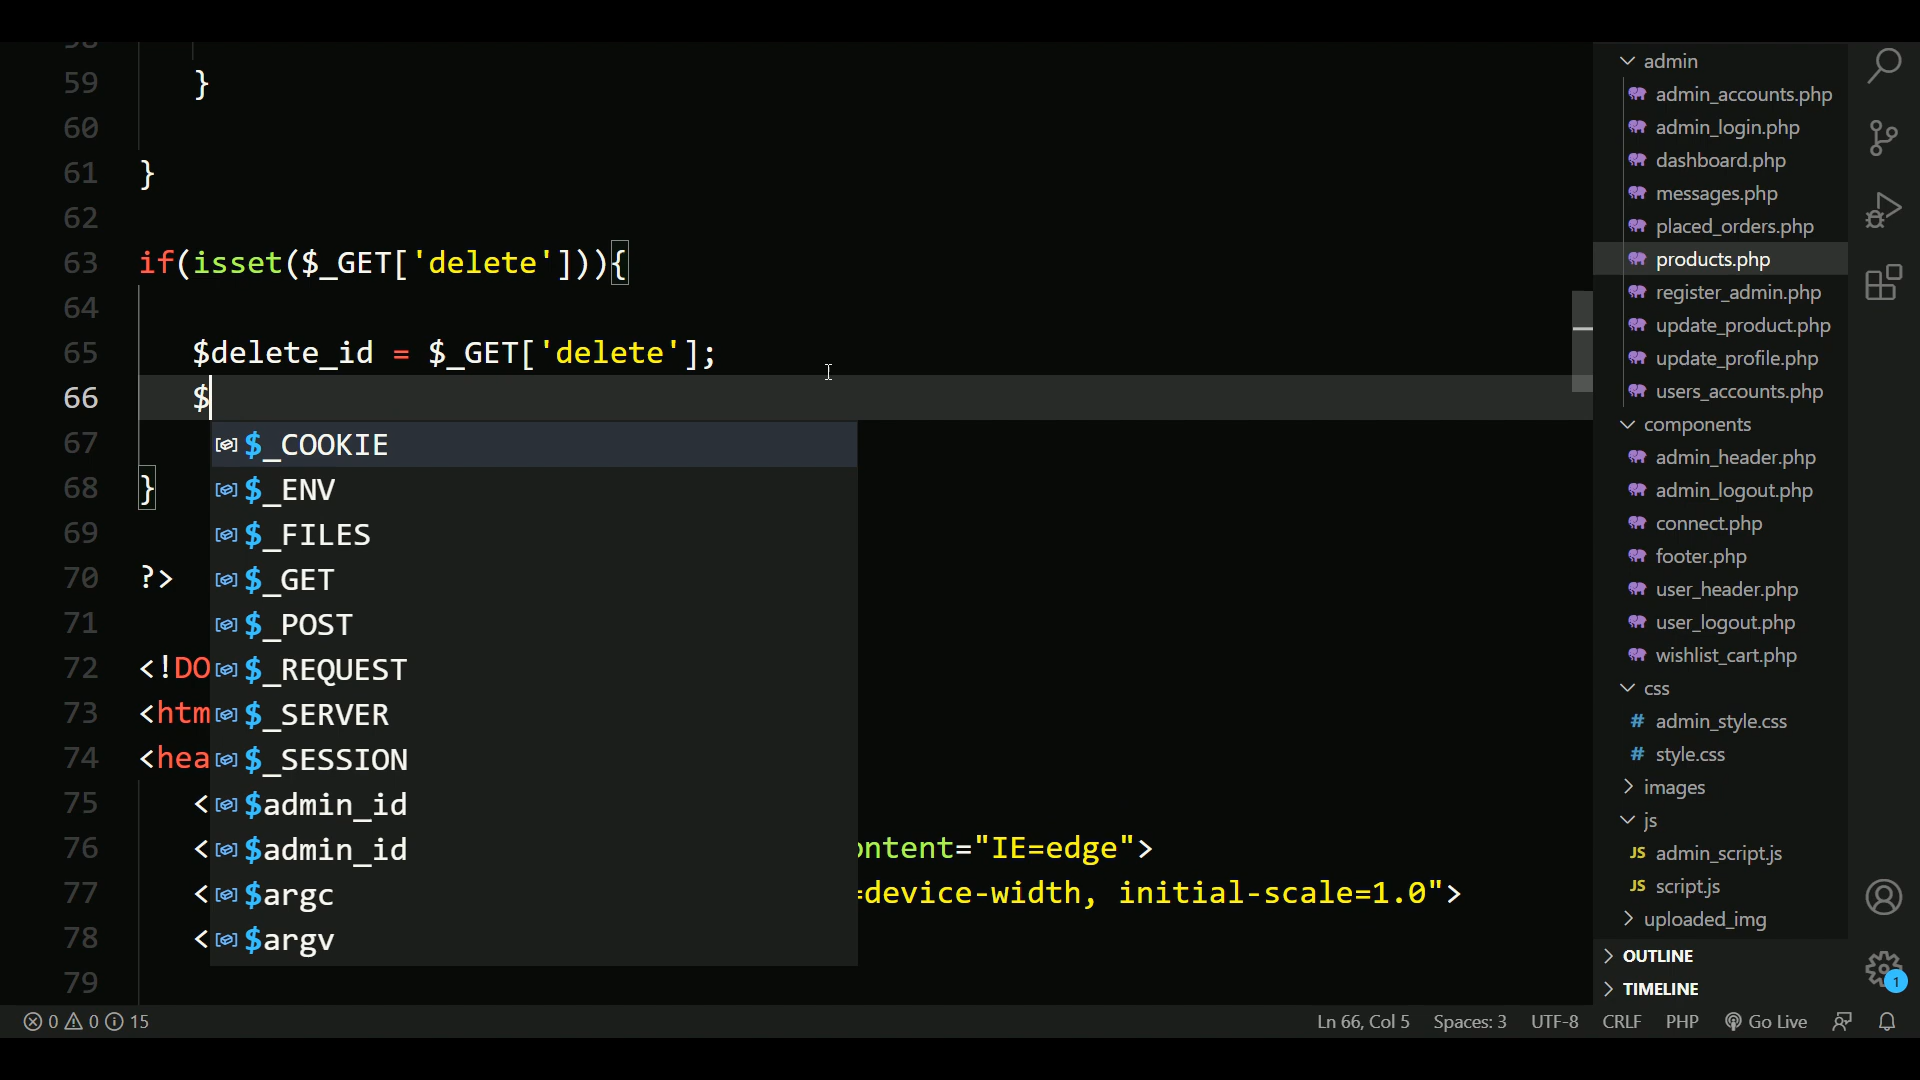 59 }
60
61 }
62
63 if(isset($_GET['delete'])){
64
65 $delete_id = $_GET['delete'];
66 $
67
68 }
69
70 ?>
71
72 <!DO
73 <htm
74 <hea
75 <
76 < ontent="IE=edge">
77 < =device-width, initial-scale=1.0">
78 <
79
$_COOKIE
$_ENV
$_FILES
$_GET
$_POST
$_REQUEST
$_SERVER
$_SESSION
$admin_id
$admin_id
$argc
$argv
admin
admin_accounts.php
admin_login.php
dashboard.php
messages.php
placed_orders.php
products.php
register_admin.php
update_product.php
update_profile.php
users_accounts.php
components
admin_header.php
admin_logout.php
connect.php
footer.php
user_header.php
user_logout.php
wishlist_cart.php
css
# admin_style.css
# style.css
images
js
JS admin_script.js
JS script.js
uploaded_img
OUTLINE
TIMELINE
1
0 0 15 Ln 66, Col 5 Spaces: 3 UTF-8 CRLF PHP Go Live